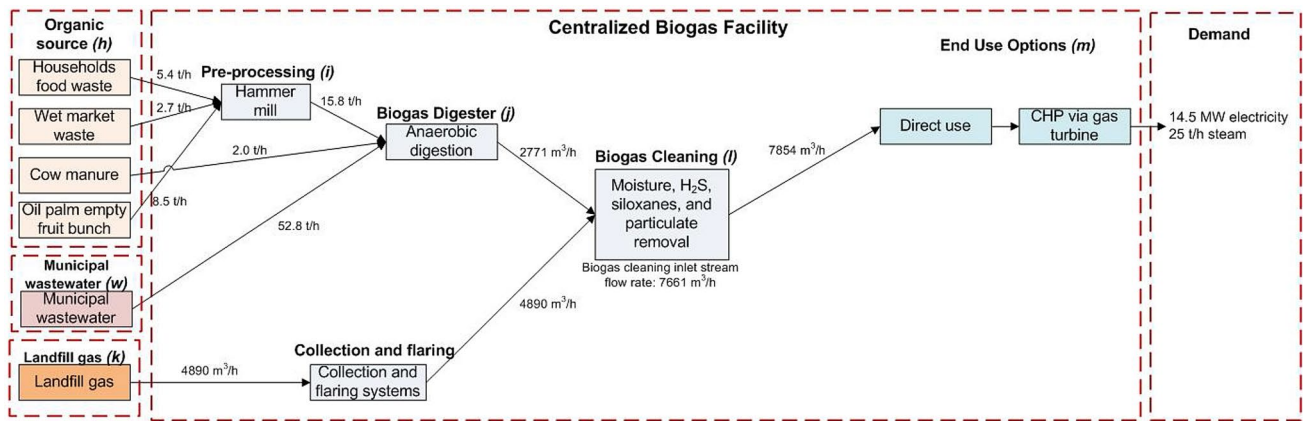 Organic
source (h)
Households
food waste
Wet market
waste
Cow manure
Oil palm empty
fruit bunch
Municipal
wastewater (w)
Municipal
wastewater
Landfill gas (k)
Landfill gas
Centralized Biogas Facility
5.4 t/h
2.7 t/h
8.5 t/h
Pre-processing (i)
Hammer
mill
15.8 t/h
2.0 t/h
52.8 t/h
4890 m³/h
Biogas Digester (j)
Anaerobic
digestion
Collection and flaring
Collection and
flaring systems
2771 m³/h
4890 m³/h
Biogas Cleaning (l)
Moisture, H₂S,
siloxanes, and
particulate
removal
Biogas cleaning inlet stream
flow rate: 7661 m³/h
7854 m³/h
End Use Options (m)
Direct use
CHP via gas
turbine
Demand
14.5 MW electricity
25 t/h steam